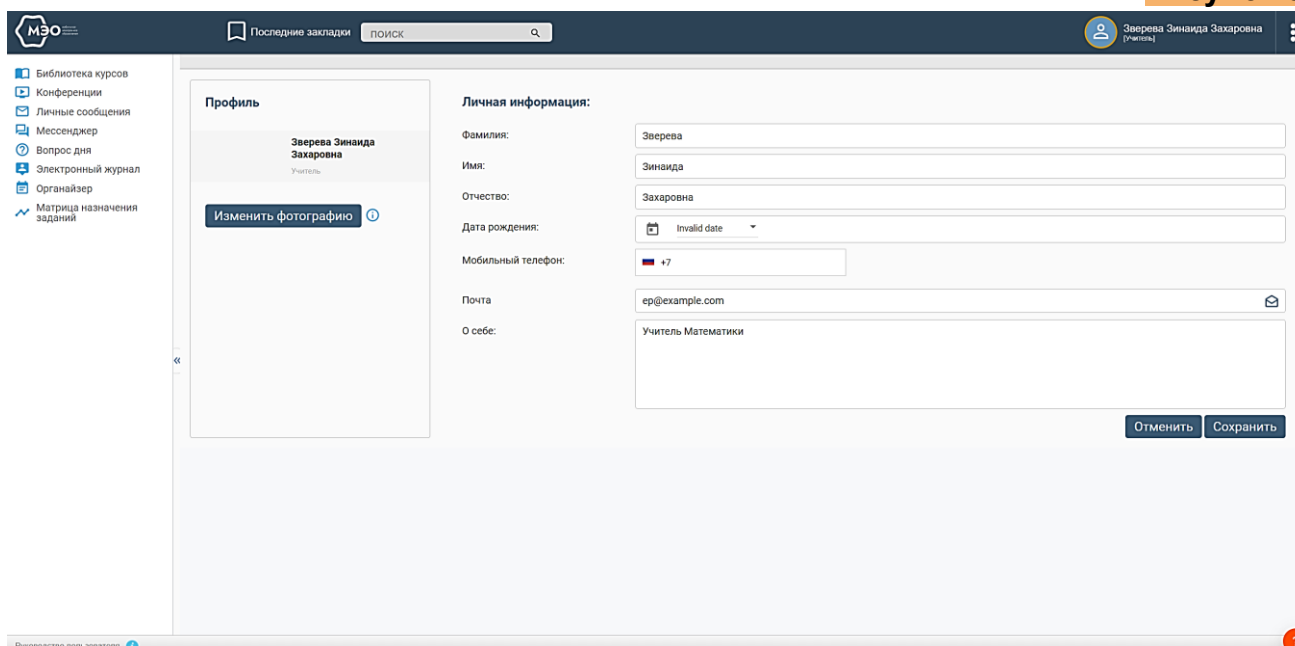 МЭО
Последние закладки
поиск
Зверева Зинаида Захаровна
[Учитель]
Библиотека курсов
Конференции
Личные сообщения
Мессенджер
Вопрос дня
Электронный журнал
Органайзер
Матрица назначения
заданий
Профиль
Зверева Зинаида
Захаровна
Учитель
Изменить фотографию
Личная информация:
Фамилия:
Зверева
Имя:
Зинаида
Отчество:
Захаровна
Дата рождения:
Invalid date
Мобильный телефон:
+7
Почта
ep@example.com
О себе:
Учитель Математики
Отменить
Сохранить
«